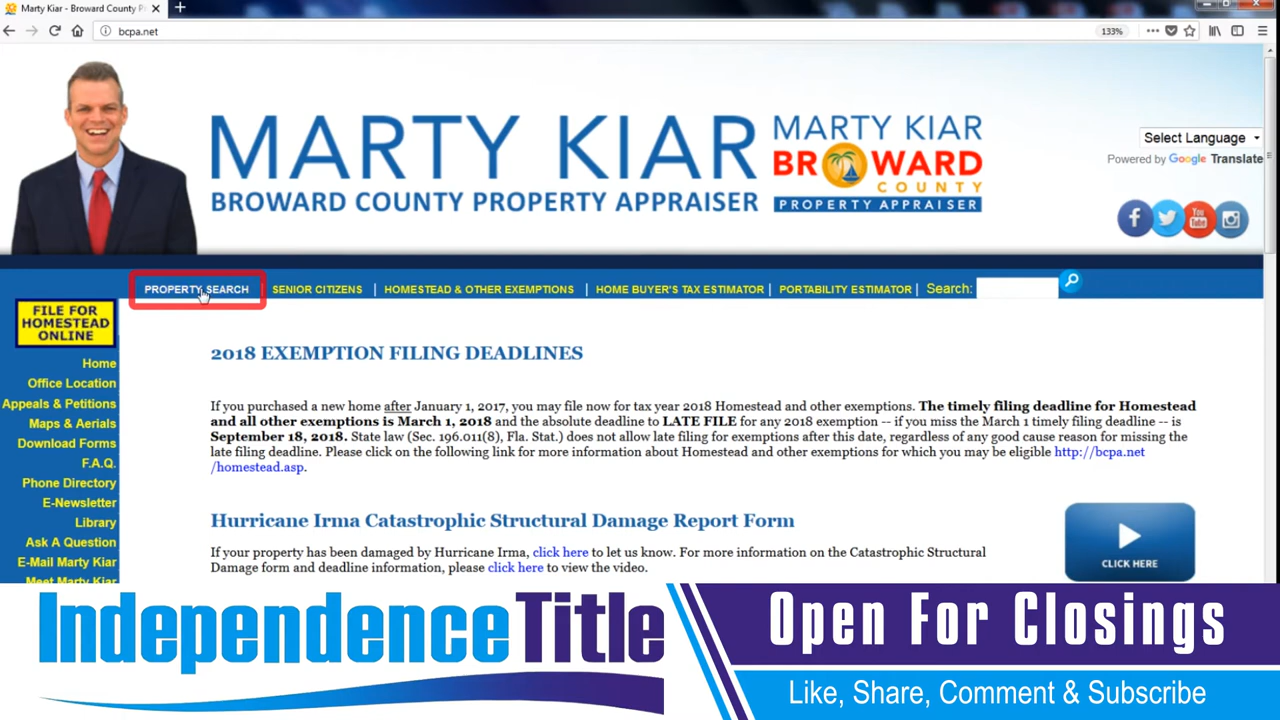 Marty Kiar - Broward County P
bcpa.net
133%
MARTY KIAR
BROWARD COUNTY PROPERTY APPRAISER
MARTY KIAR
BROWARD
COUNTY
PROPERTY APPRAISER
Select Language
Powered by Google Translate
PROPERTY SEARCH | SENIOR CITIZENS | HOMESTEAD & OTHER EXEMPTIONS | HOME BUYER'S TAX ESTIMATOR | PORTABILITY ESTIMATOR | Search:
FILE FOR
HOMESTEAD
ONLINE
Home
Office Location
Appeals & Petitions
Maps & Aerials
Download Forms
F.A.Q.
Phone Directory
E-Newsletter
Library
Ask A Question
E-Mail Marty Kiar
Meet Marty Kiar
2018 EXEMPTION FILING DEADLINES
If you purchased a new home after January 1, 2017, you may file now for tax year 2018 Homestead and other exemptions. The timely filing deadline for Homestead
and all other exemptions is March 1, 2018 and the absolute deadline to LATE FILE for any 2018 exemption -- if you miss the March 1 timely filing deadline -- is
September 18, 2018. State law (Sec. 196.011(8), Fla. Stat.) does not allow late filing for exemptions after this date, regardless of any good cause reason for missing the
late filing deadline. Please click on the following link for more information about Homestead and other exemptions for which you may be eligible http://bcpa.net
/homestead.asp.
Hurricane Irma Catastrophic Structural Damage Report Form
If your property has been damaged by Hurricane Irma, click here to let us know. For more information on the Catastrophic Structural
Damage form and deadline information, please click here to view the video.
CLICK HERE
Independence Title
Open For Closings
Like, Share, Comment & Subscribe